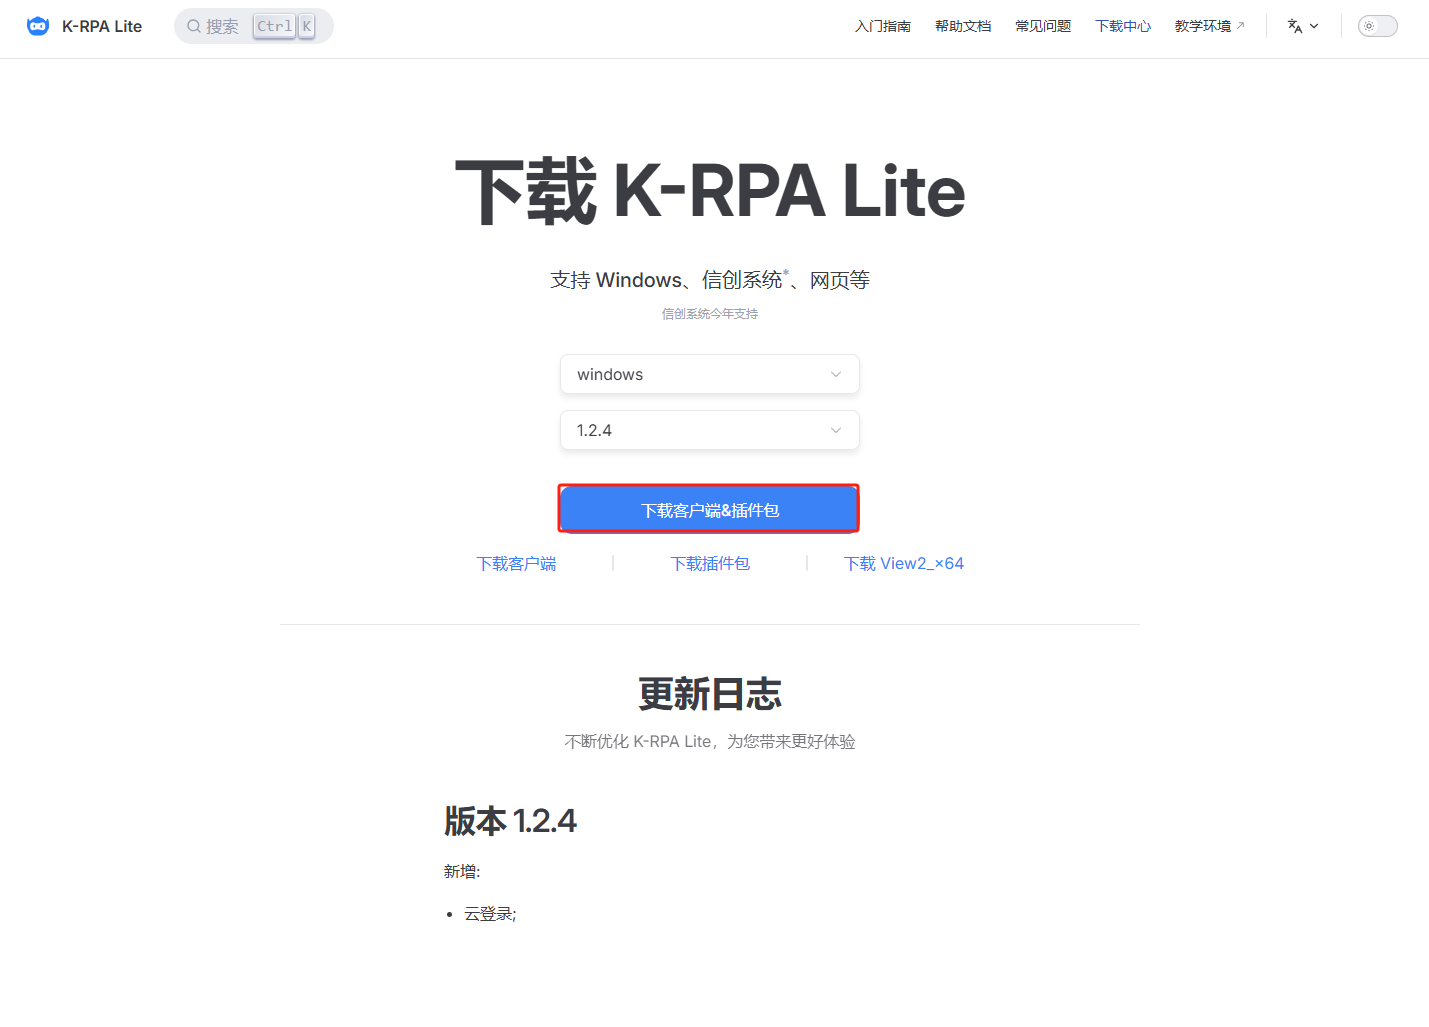 K-RPA Lite
搜索 Ctrl K
入门指南 帮助文档 常见问题 下载中心 教学环境
下载 K-RPA Lite
支持 Windows、信创系统*、网页等
信创系统今年支持
windows
1.2.4
下载客户端&插件包
下载客户端 | 下载插件包 | 下载 View2_×64
更新日志
不断优化 K-RPA Lite，为您带来更好体验
版本 1.2.4
新增:
• 云登录;